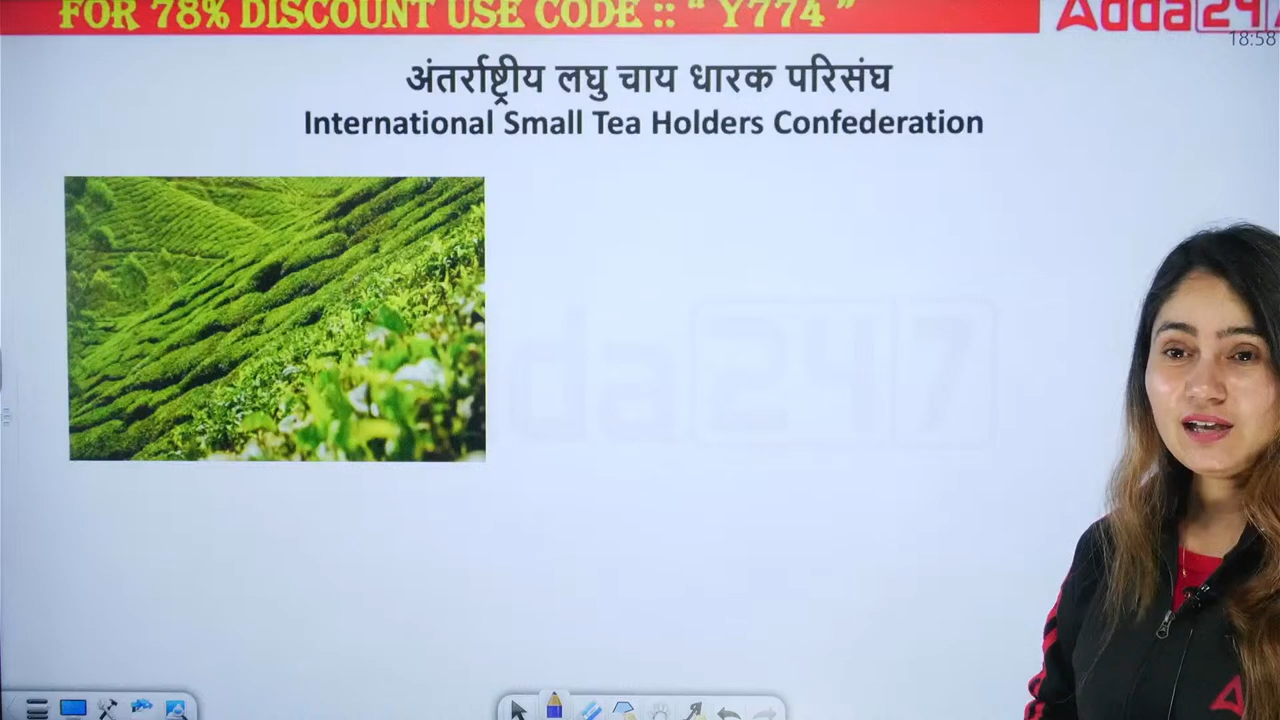 FOR 78% DISCOUNT USE CODE :: “ Y774 ”
Adda247
18:58
अंतर्राष्ट्रीय लघु चाय धारक परिसंघ
International Small Tea Holders Confederation